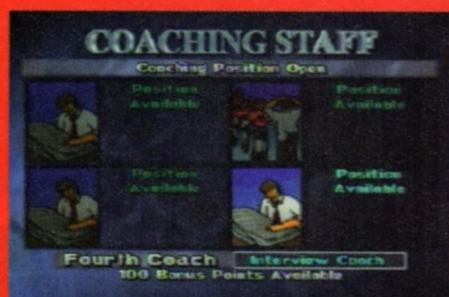 COACHING STAFF
Coaching Position Open
Position
Available
Position
Available
Position
Available
Position
Available
Fourth Coach Interview Coach
100 Bonus Points Available